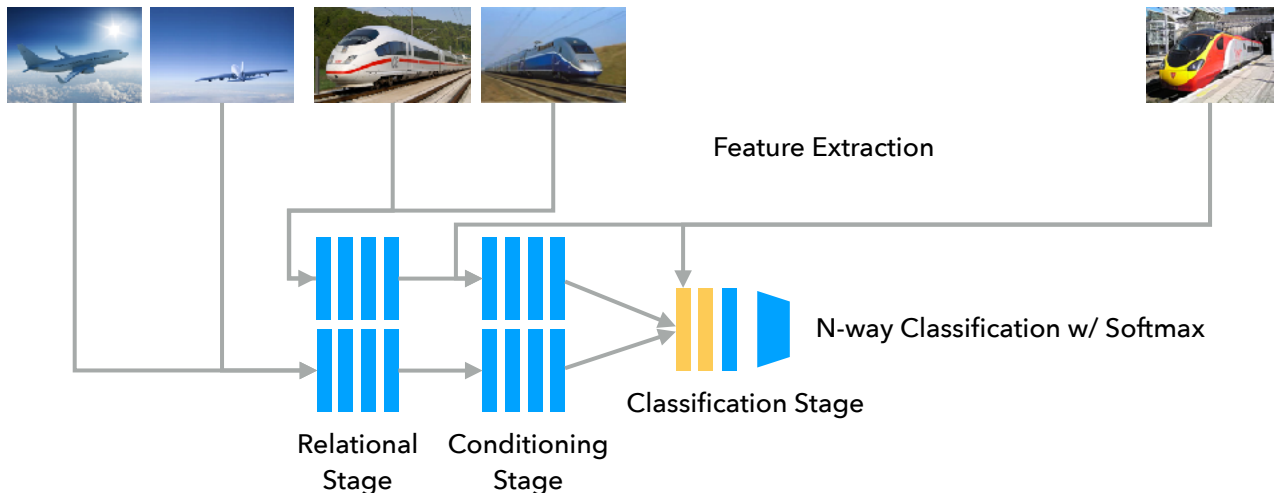 Feature Extraction
N-way Classification w/ Softmax
Classification Stage
Relational
Stage
Conditioning
Stage